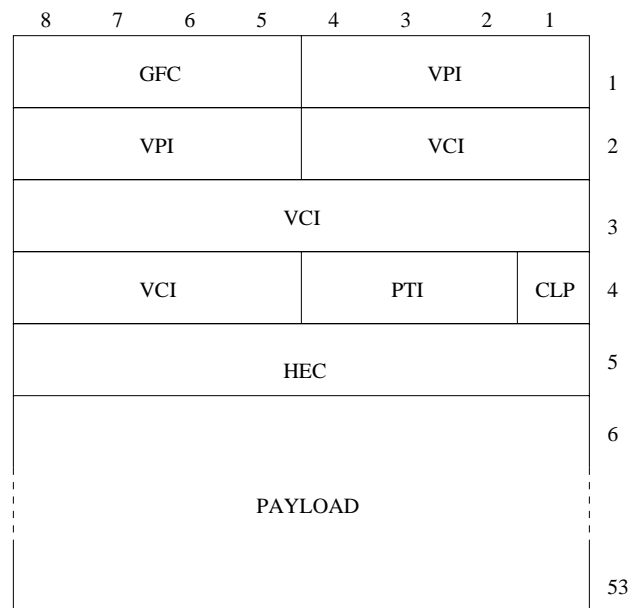 8 7 6 5 4 3 2 1
GFC VPI 1
VPI VCI 2
VCI 3
VCI PTI CLP 4
HEC 5
6
PAYLOAD
53